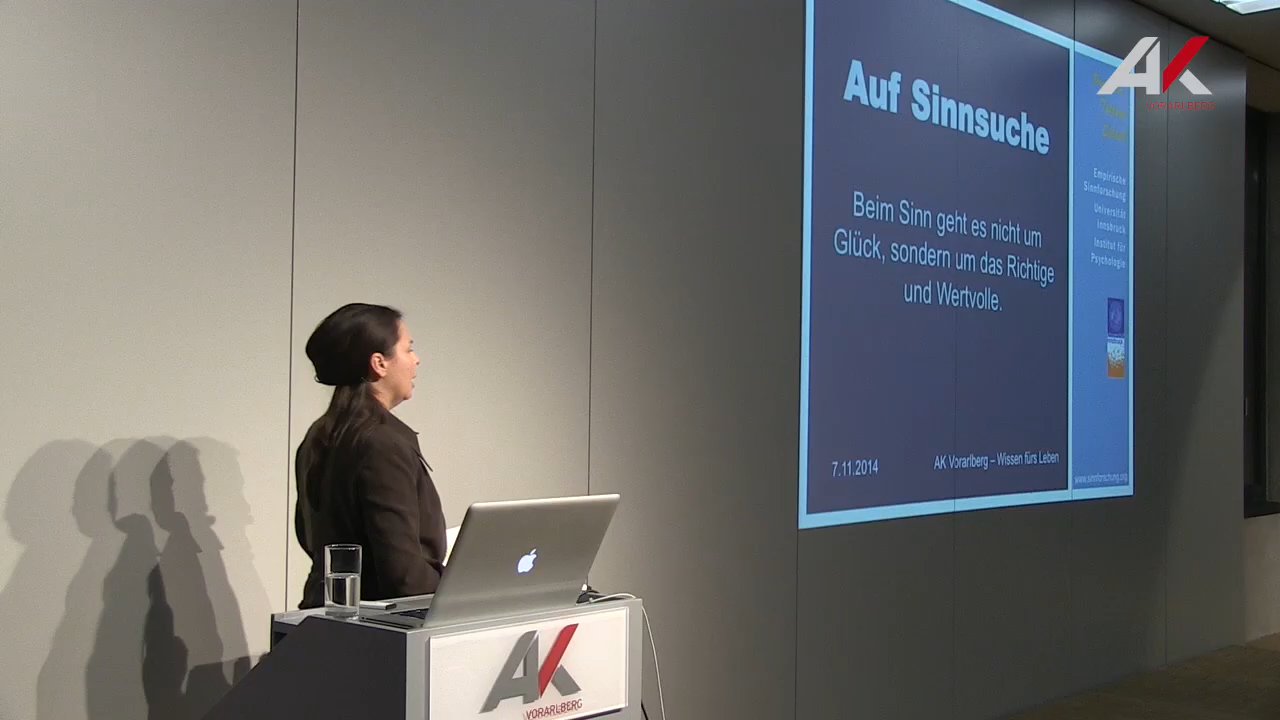 AK
VORARLBERG
Auf Sinnsuche
Beim Sinn geht es nicht um
Glück, sondern um das Richtige
und Wertvolle.
7.11.2014
AK Vorarlberg – Wissen fürs Leben
Empirische
Sinnforschung
Universität
Innsbruck
Institut für
Psychologie
www.sinnforschung.org
AK
VORARLBERG